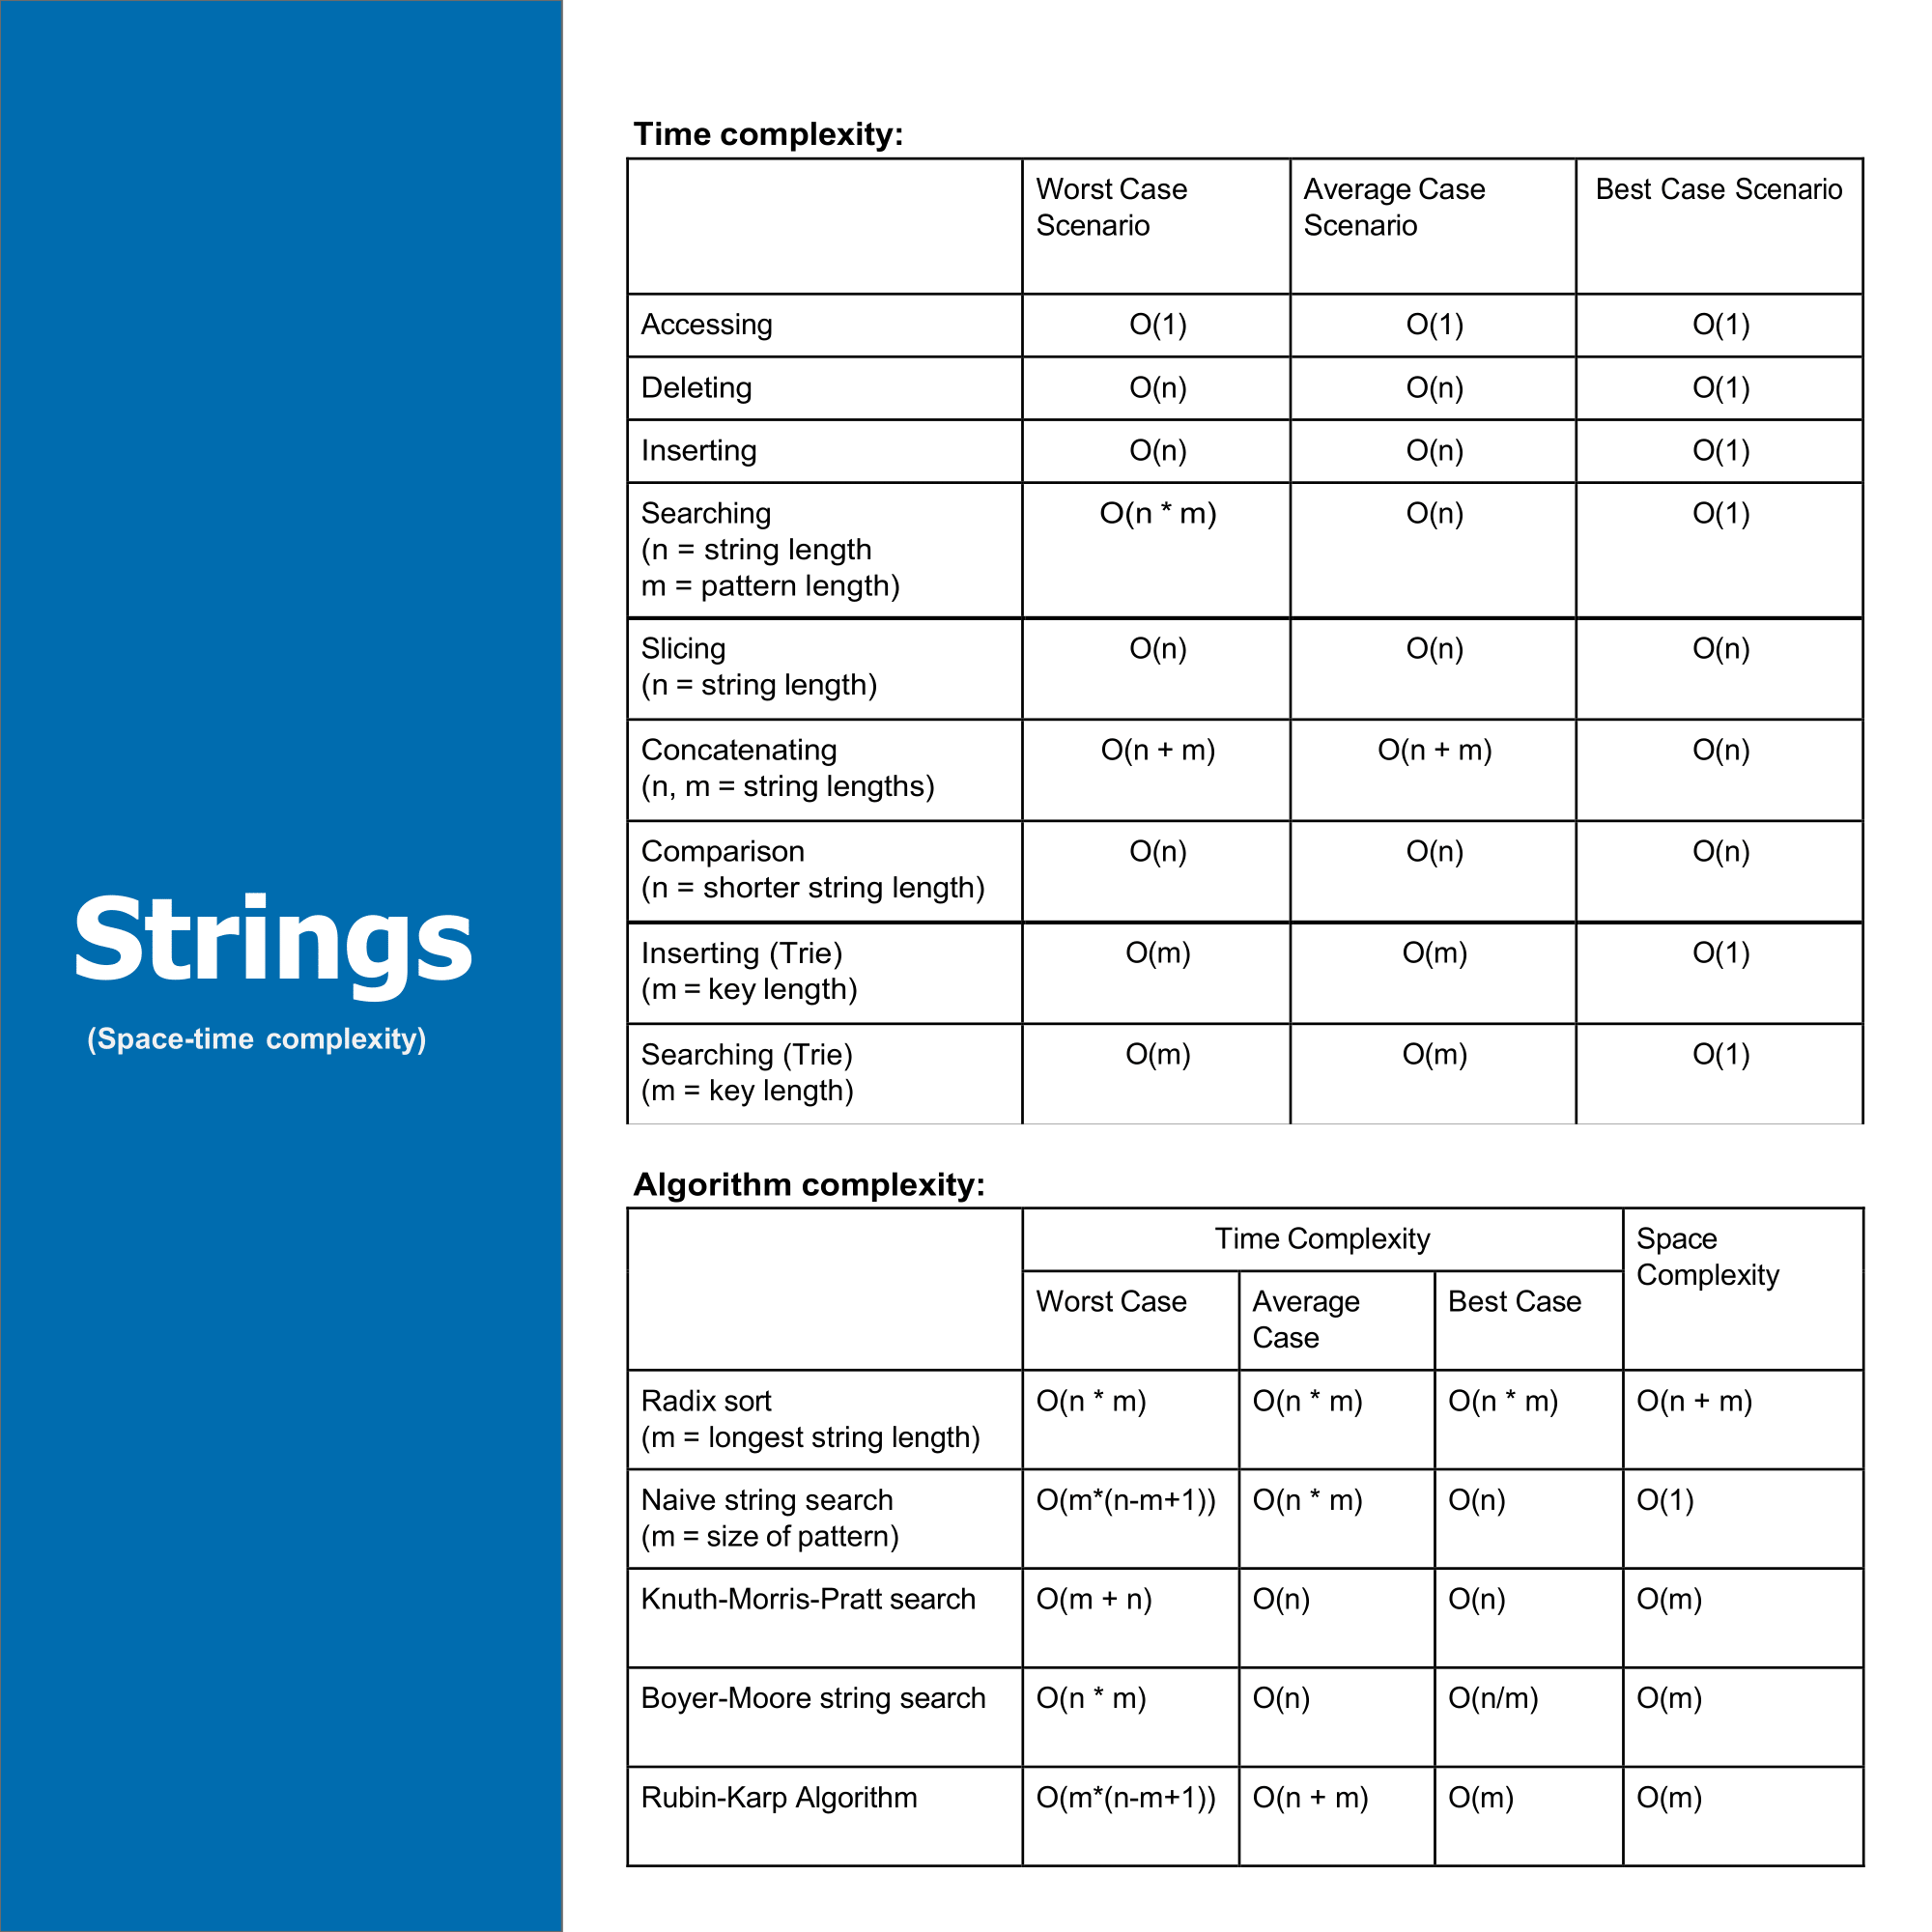 Strings
(Space-time complexity)
Time complexity:
Worst Case
Scenario
Average Case
Scenario
Best Case Scenario
Accessing O(1) O(1) O(1)
Deleting O(n) O(n) O(1)
Inserting O(n) O(n) O(1)
Searching O(n * m) O(n) O(1)
(n = string length
m = pattern length)
Slicing O(n) O(n) O(n)
(n = string length)
Concatenating O(n + m) O(n + m) O(n)
(n, m = string lengths)
Comparison O(n) O(n) O(n)
(n = shorter string length)
Inserting (Trie) O(m) O(m) O(1)
(m = key length)
Searching (Trie) O(m) O(m) O(1)
(m = key length)
Algorithm complexity:
Time Complexity
Space
Complexity
Worst Case
Average
Case
Best Case
Radix sort O(n * m) O(n * m) O(n * m) O(n + m)
(m = longest string length)
Naive string search O(m*(n-m+1)) O(n * m) O(n) O(1)
(m = size of pattern)
Knuth-Morris-Pratt search O(m + n) O(n) O(n) O(m)
Boyer-Moore string search O(n * m) O(n) O(n/m) O(m)
Rubin-Karp Algorithm O(m*(n-m+1)) O(n + m) O(m) O(m)